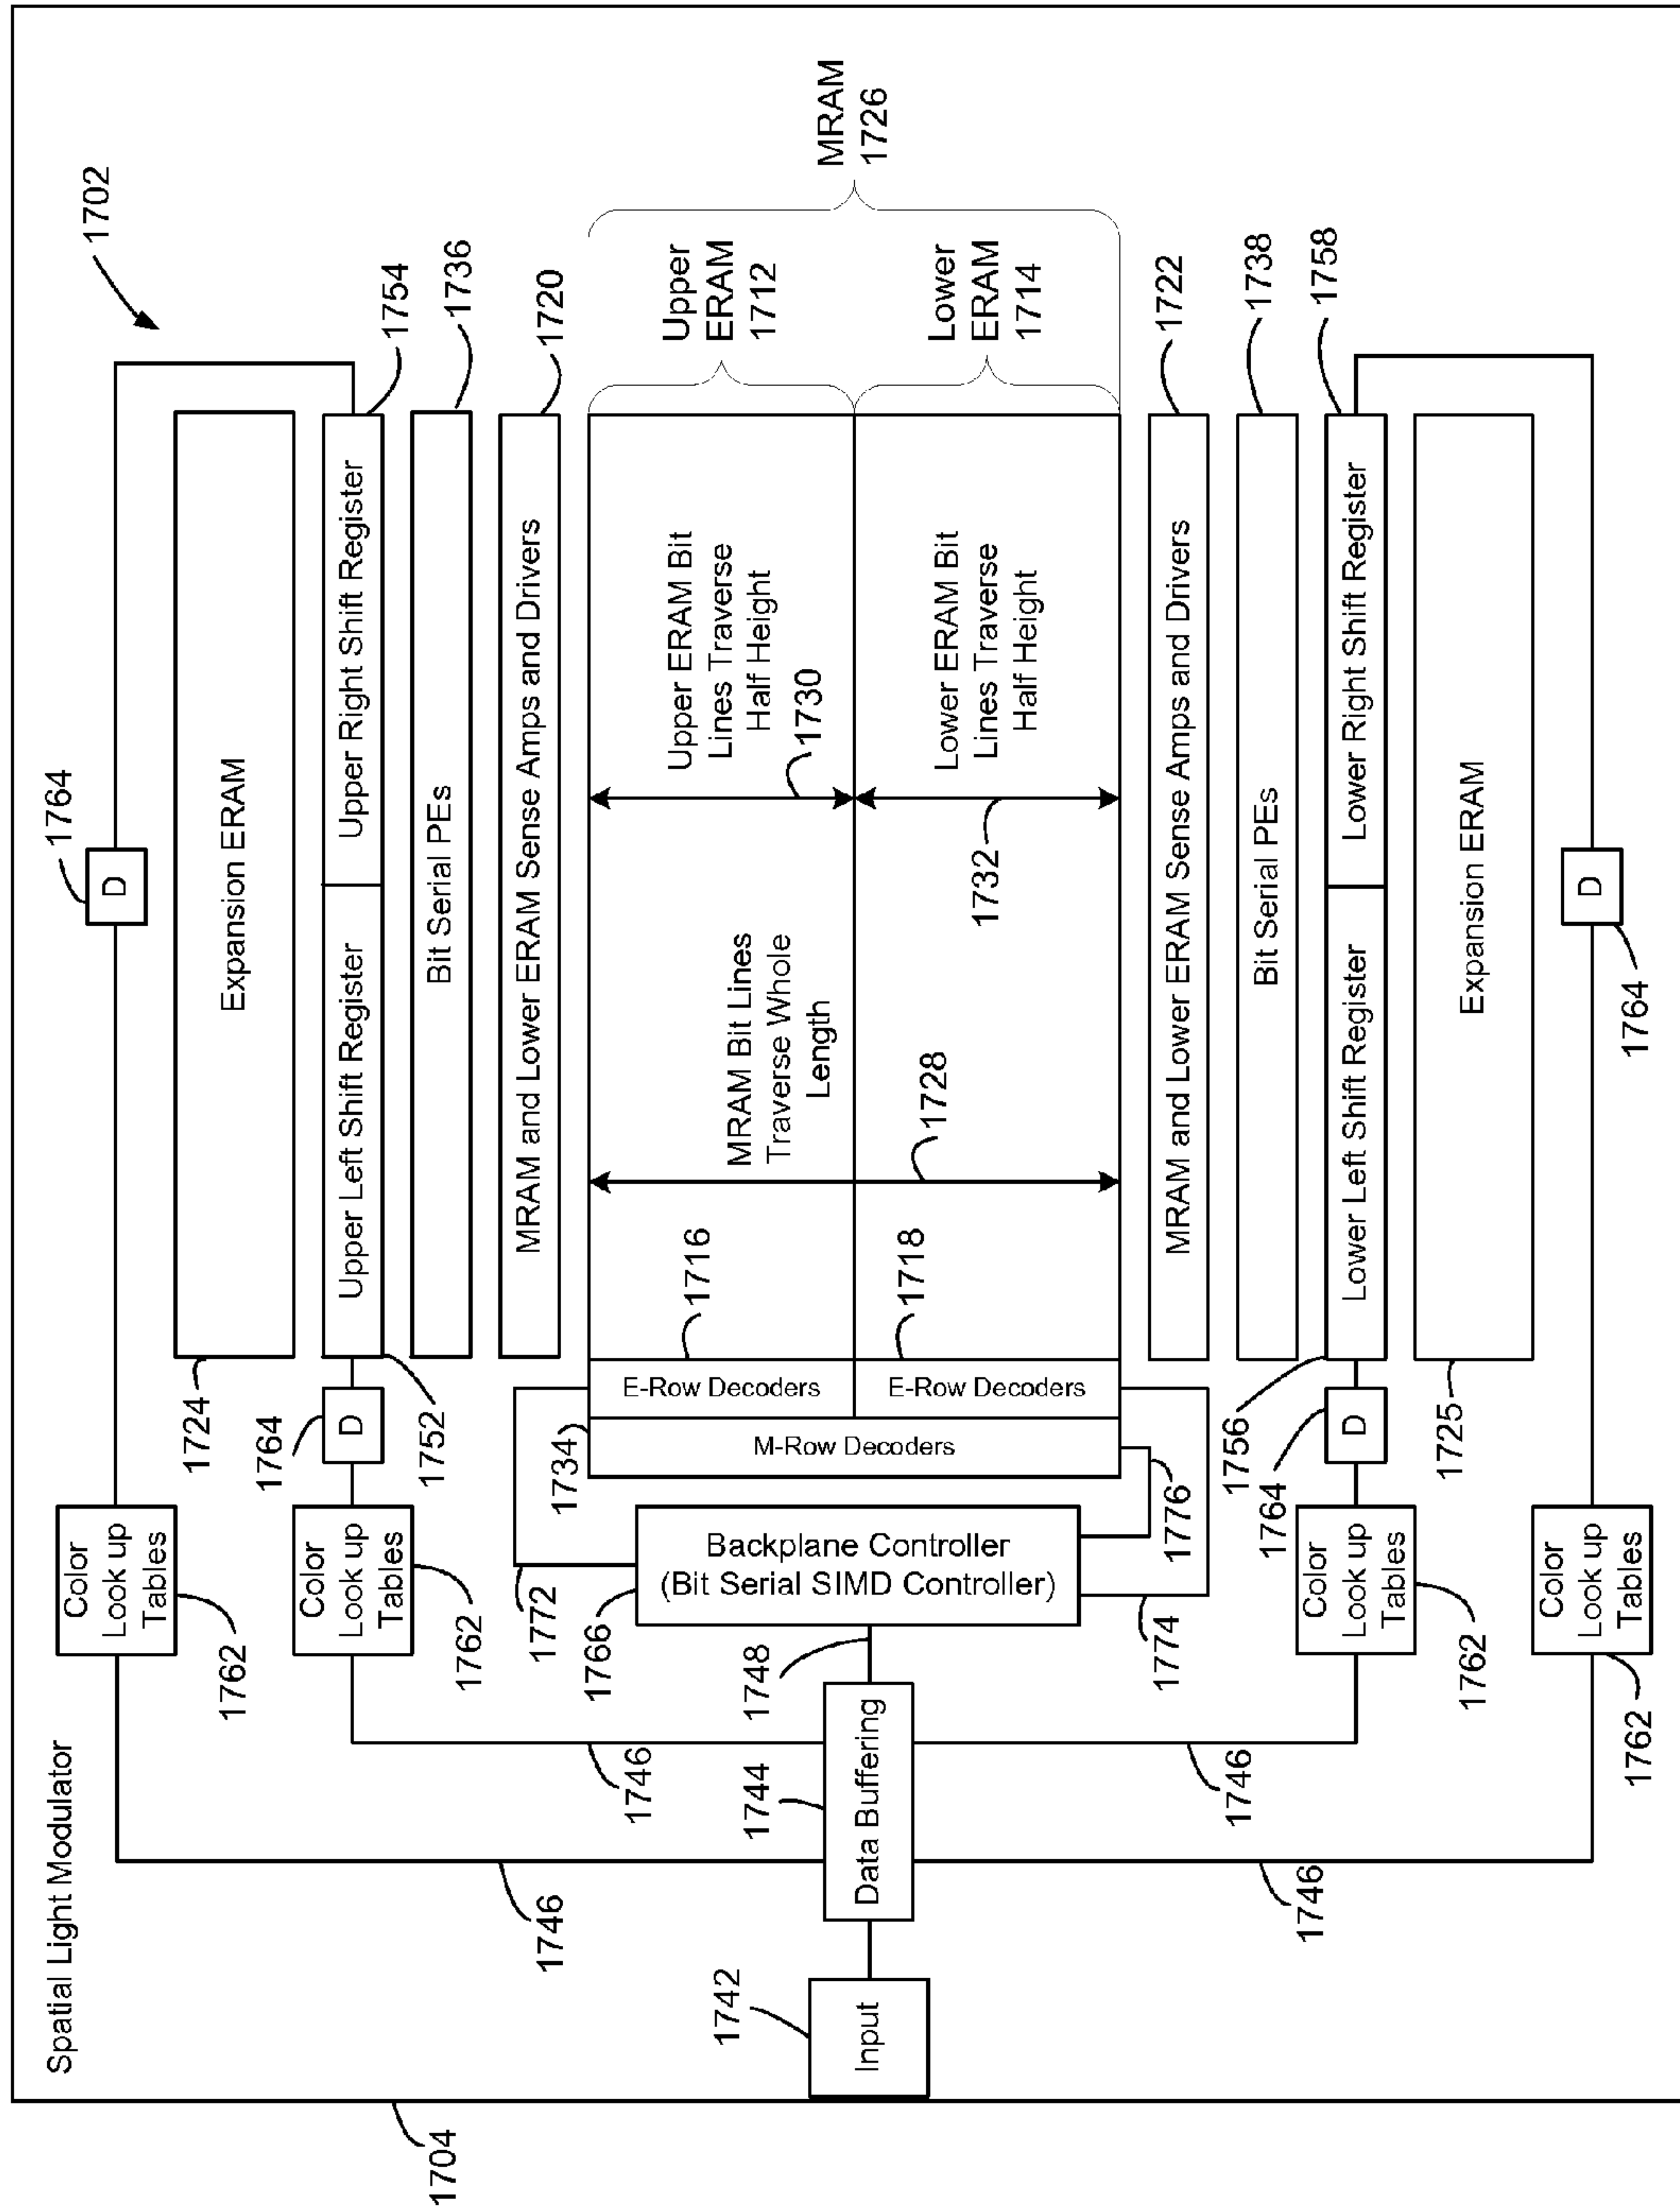 Spatial Light Modulator
1704
1702
Color
Look up
Tables
1762
D
1764
1724
Expansion ERAM
Color
Look up
Tables
1762
D
1764
1752
Upper Left Shift Register
Upper Right Shift Register
1754
Bit Serial PEs
1736
MRAM and Lower ERAM Sense Amps and Drivers
1720
1746
1746
1742
Input
1744
Data Buffering
1748
1766
1772
Backplane Controller
(Bit Serial SIMD Controller)
1774
1776
1734
M-Row Decoders
E-Row Decoders
1716
E-Row Decoders
1718
MRAM Bit Lines
Traverse Whole
Length
1728
Upper ERAM Bit
Lines Traverse
Half Height
1730
Lower ERAM Bit
Lines Traverse
Half Height
1732
Upper
ERAM
1712
Lower
ERAM
1714
MRAM
1726
1746
1746
MRAM and Lower ERAM Sense Amps and Drivers
1722
Bit Serial PEs
1738
Color
Look up
Tables
1762
1764
D
1756
Lower Left Shift Register
Lower Right Shift Register
1758
1725
Expansion ERAM
Color
Look up
Tables
1762
D
1764